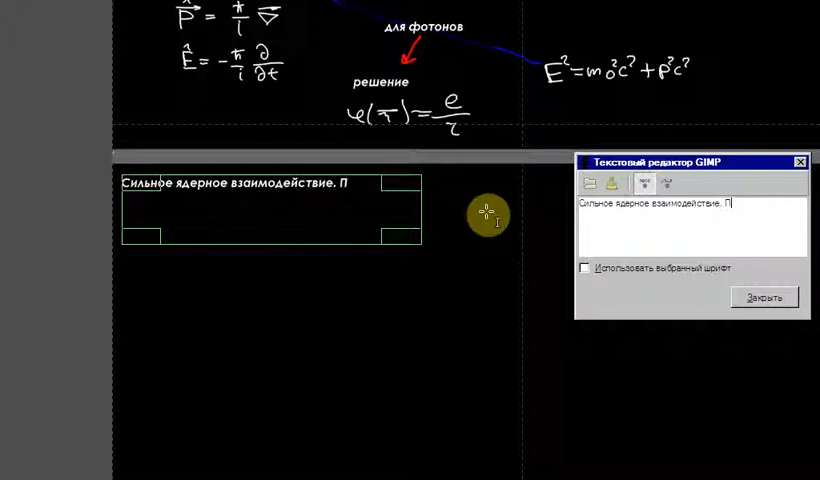 P̂ = ħ/i ∇
для фотонов
Ê = - ħ/i ∂/∂t
E² = m₀²c² + p²c²
решение
φ(r) = e/r
Текстовый редактор GIMP
Сильное ядерное взаимодействие. П
Сильное ядерное взаимодействие. П
Использовать выбранный шрифт
Закрыть